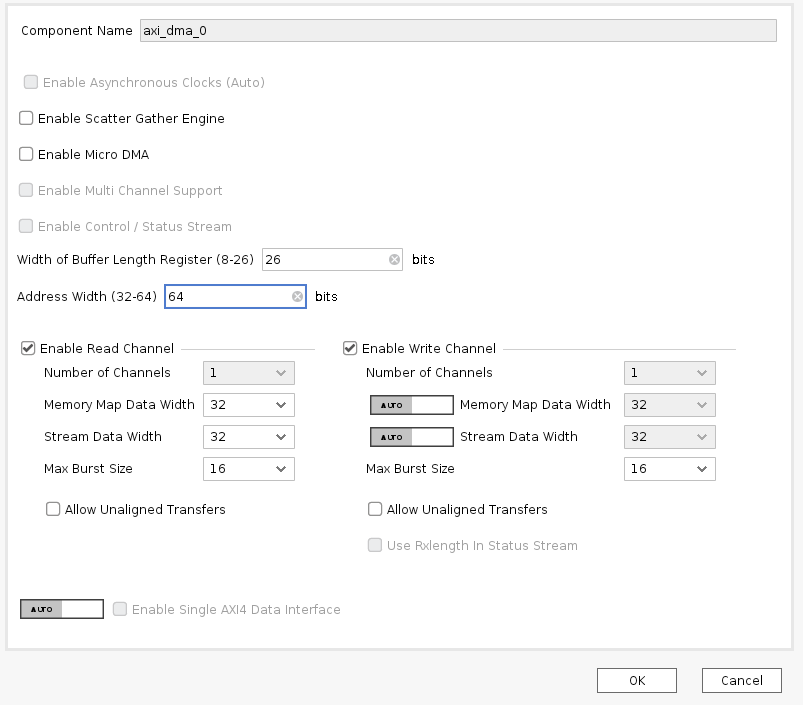 Component Name axi_dma_0
Enable Asynchronous Clocks (Auto)
Enable Scatter Gather Engine
Enable Micro DMA
Enable Multi Channel Support
Enable Control / Status Stream
Width of Buffer Length Register (8-26) 26 bits
Address Width (32-64) 64 bits
Enable Read Channel
Number of Channels 1
Memory Map Data Width 32
Stream Data Width 32
Max Burst Size 16
Allow Unaligned Transfers
Enable Write Channel
Number of Channels 1
AUTO Memory Map Data Width 32
AUTO Stream Data Width 32
Max Burst Size 16
Allow Unaligned Transfers
Use Rxlength In Status Stream
AUTO Enable Single AXI4 Data Interface
OK Cancel